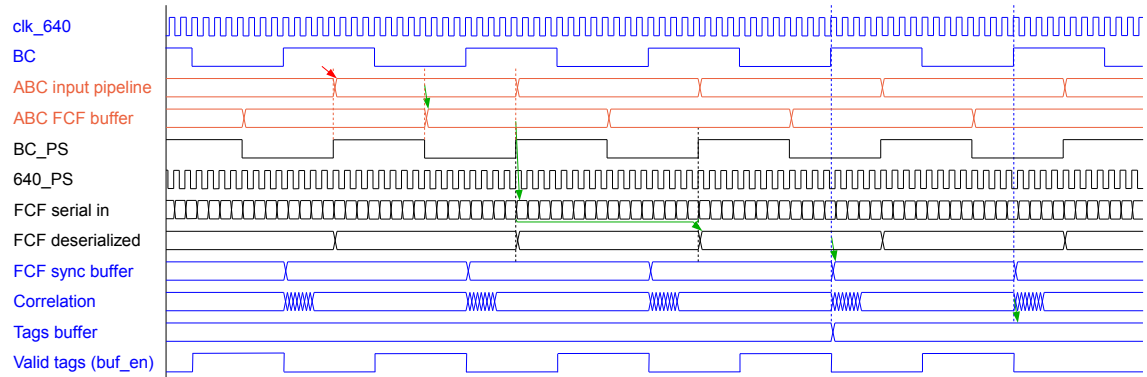 clk_640
BC
ABC input pipeline
ABC FCF buffer
BC_PS
640_PS
FCF serial in
FCF deserialized
FCF sync buffer
Correlation
Tags buffer
Valid tags (buf_en)